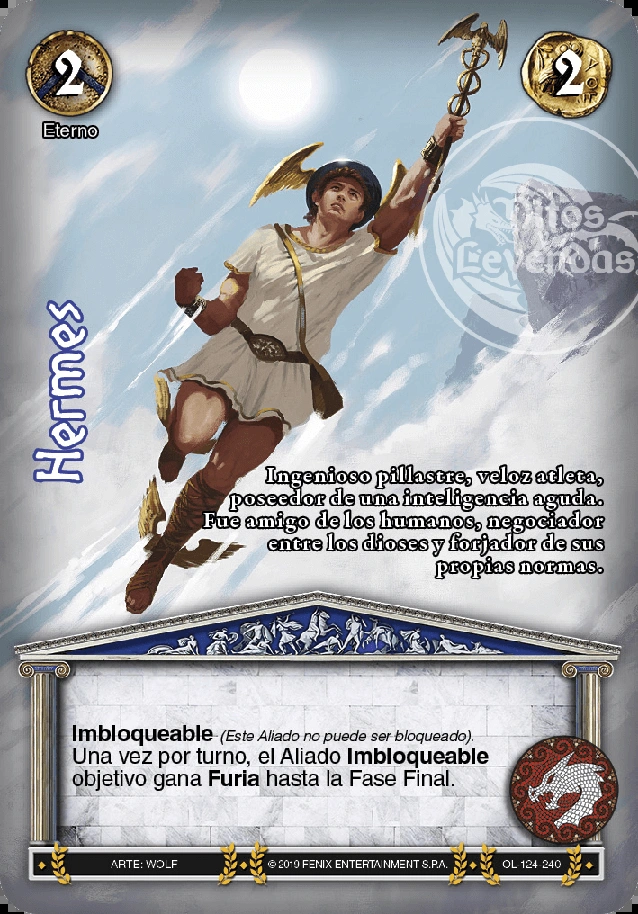 2
2
Eterno
Mitos
Leyendas
Hermes
Ingenioso pillastre, veloz atleta,
poseedor de una inteligencia aguda.
Fue amigo de los humanos, negociador
entre los dioses y forjador de sus
propias normas.
Imbloqueable (Este Aliado no puede ser bloqueado).
Una vez por turno, el Aliado Imbloqueable
objetivo gana Furia hasta la Fase Final.
ARTE: WOLF
© 2019 FENIX ENTERTAINMENT S.P.A.
OL-124-240